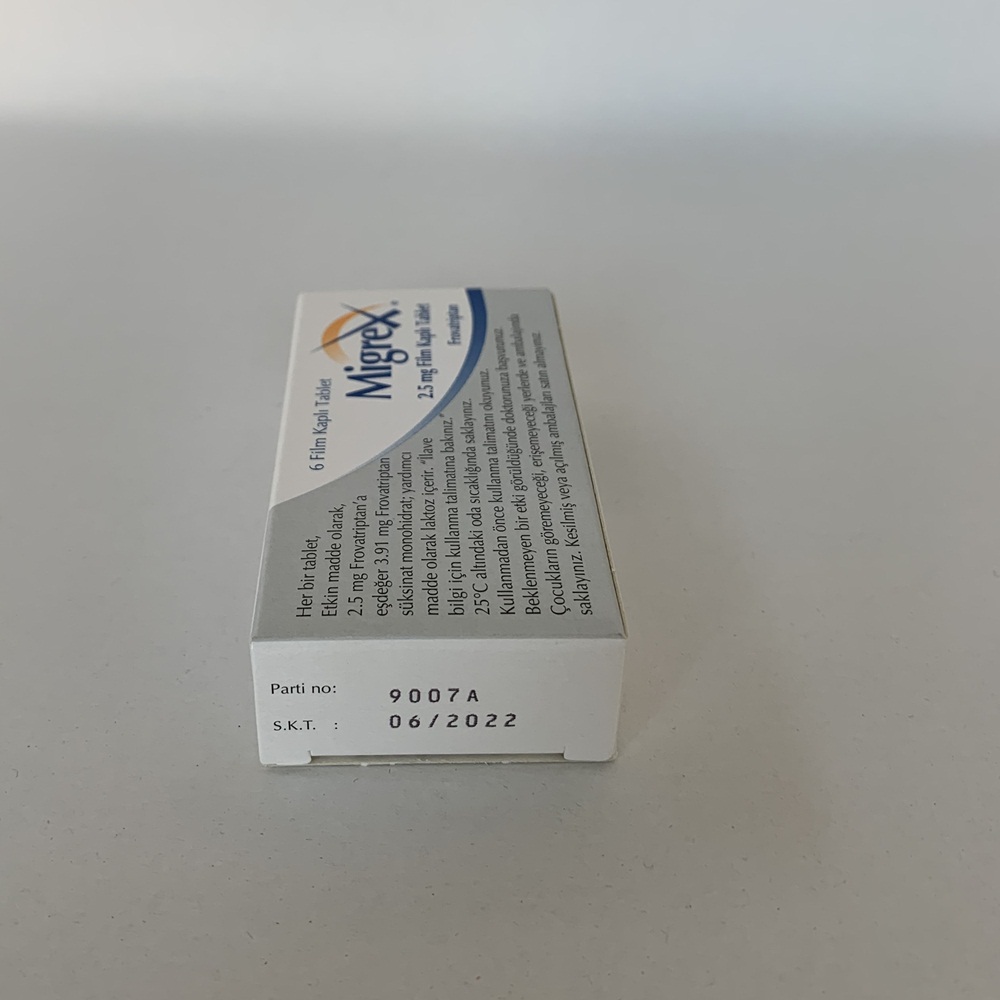 6 Film Kaplı Tablet
Migrex®
2.5 mg Film Kaplı Tablet
Frovatriptan
Her bir tablet,
Etkin madde olarak,
2.5 mg Frovatriptan'a
eşdeğer 3.91 mg Frovatriptan
süksinat monohidrat; yardımcı
madde olarak laktoz içerir. "İlave
bilgi için kullanma talimatına bakınız."
25°C altındaki oda sıcaklığında saklayınız.
Kullanmadan önce kullanma talimatını okuyunuz.
Beklenmeyen bir etki görüldüğünde doktorunuza başvurunuz.
Çocukların göremeyeceği, erişemeyeceği yerlerde ve ambalajında
saklayınız. Kesilmiş veya açılmış ambalajları satın almayınız.
Parti no: 9007A
S.K.T. : 06/2022